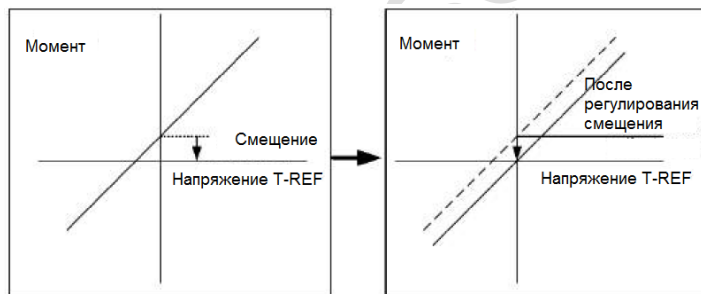 Момент
Смещение
Напряжение T-REF
Момент
После
регулирования
смещения
Напряжение T-REF